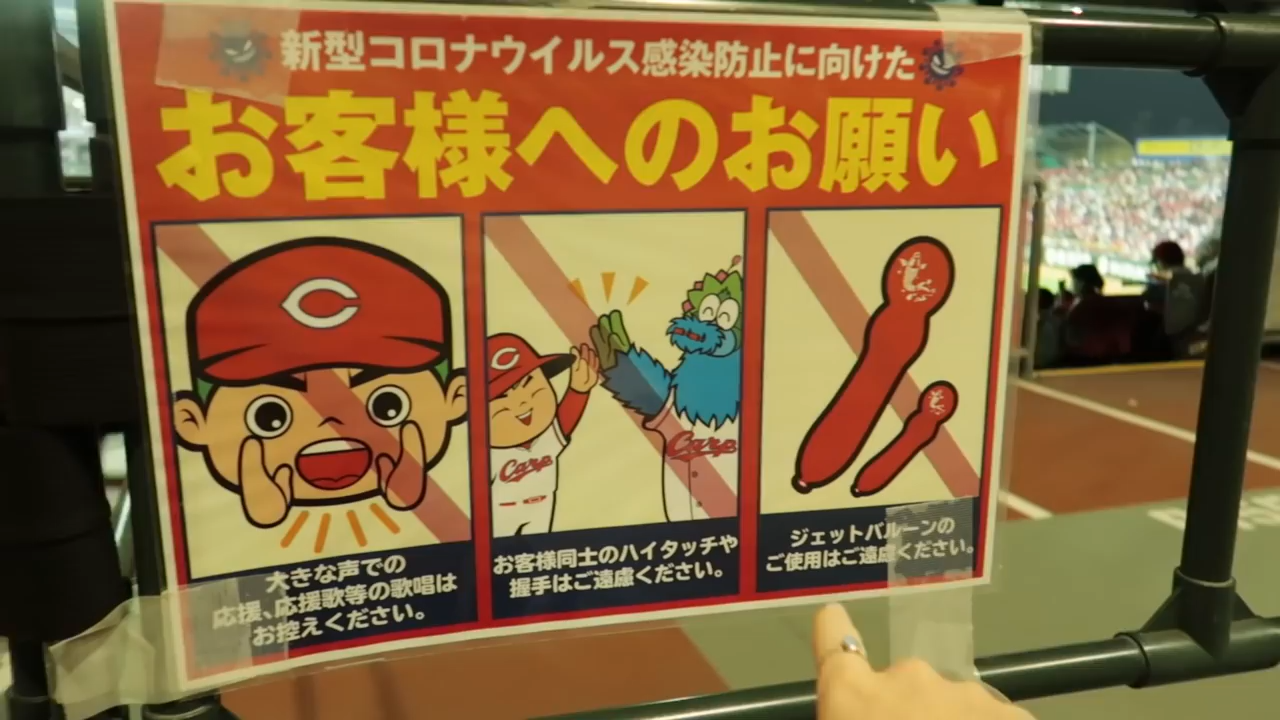 新型コロナウイルス感染防止に向けた
お客様へのお願い
C
C
Carp
Carp
大きな声での
応援、応援歌等の歌唱は
お控えください。
お客様同士のハイタッチや
握手はご遠慮ください。
ジェットバルーンの
ご使用はご遠慮ください。